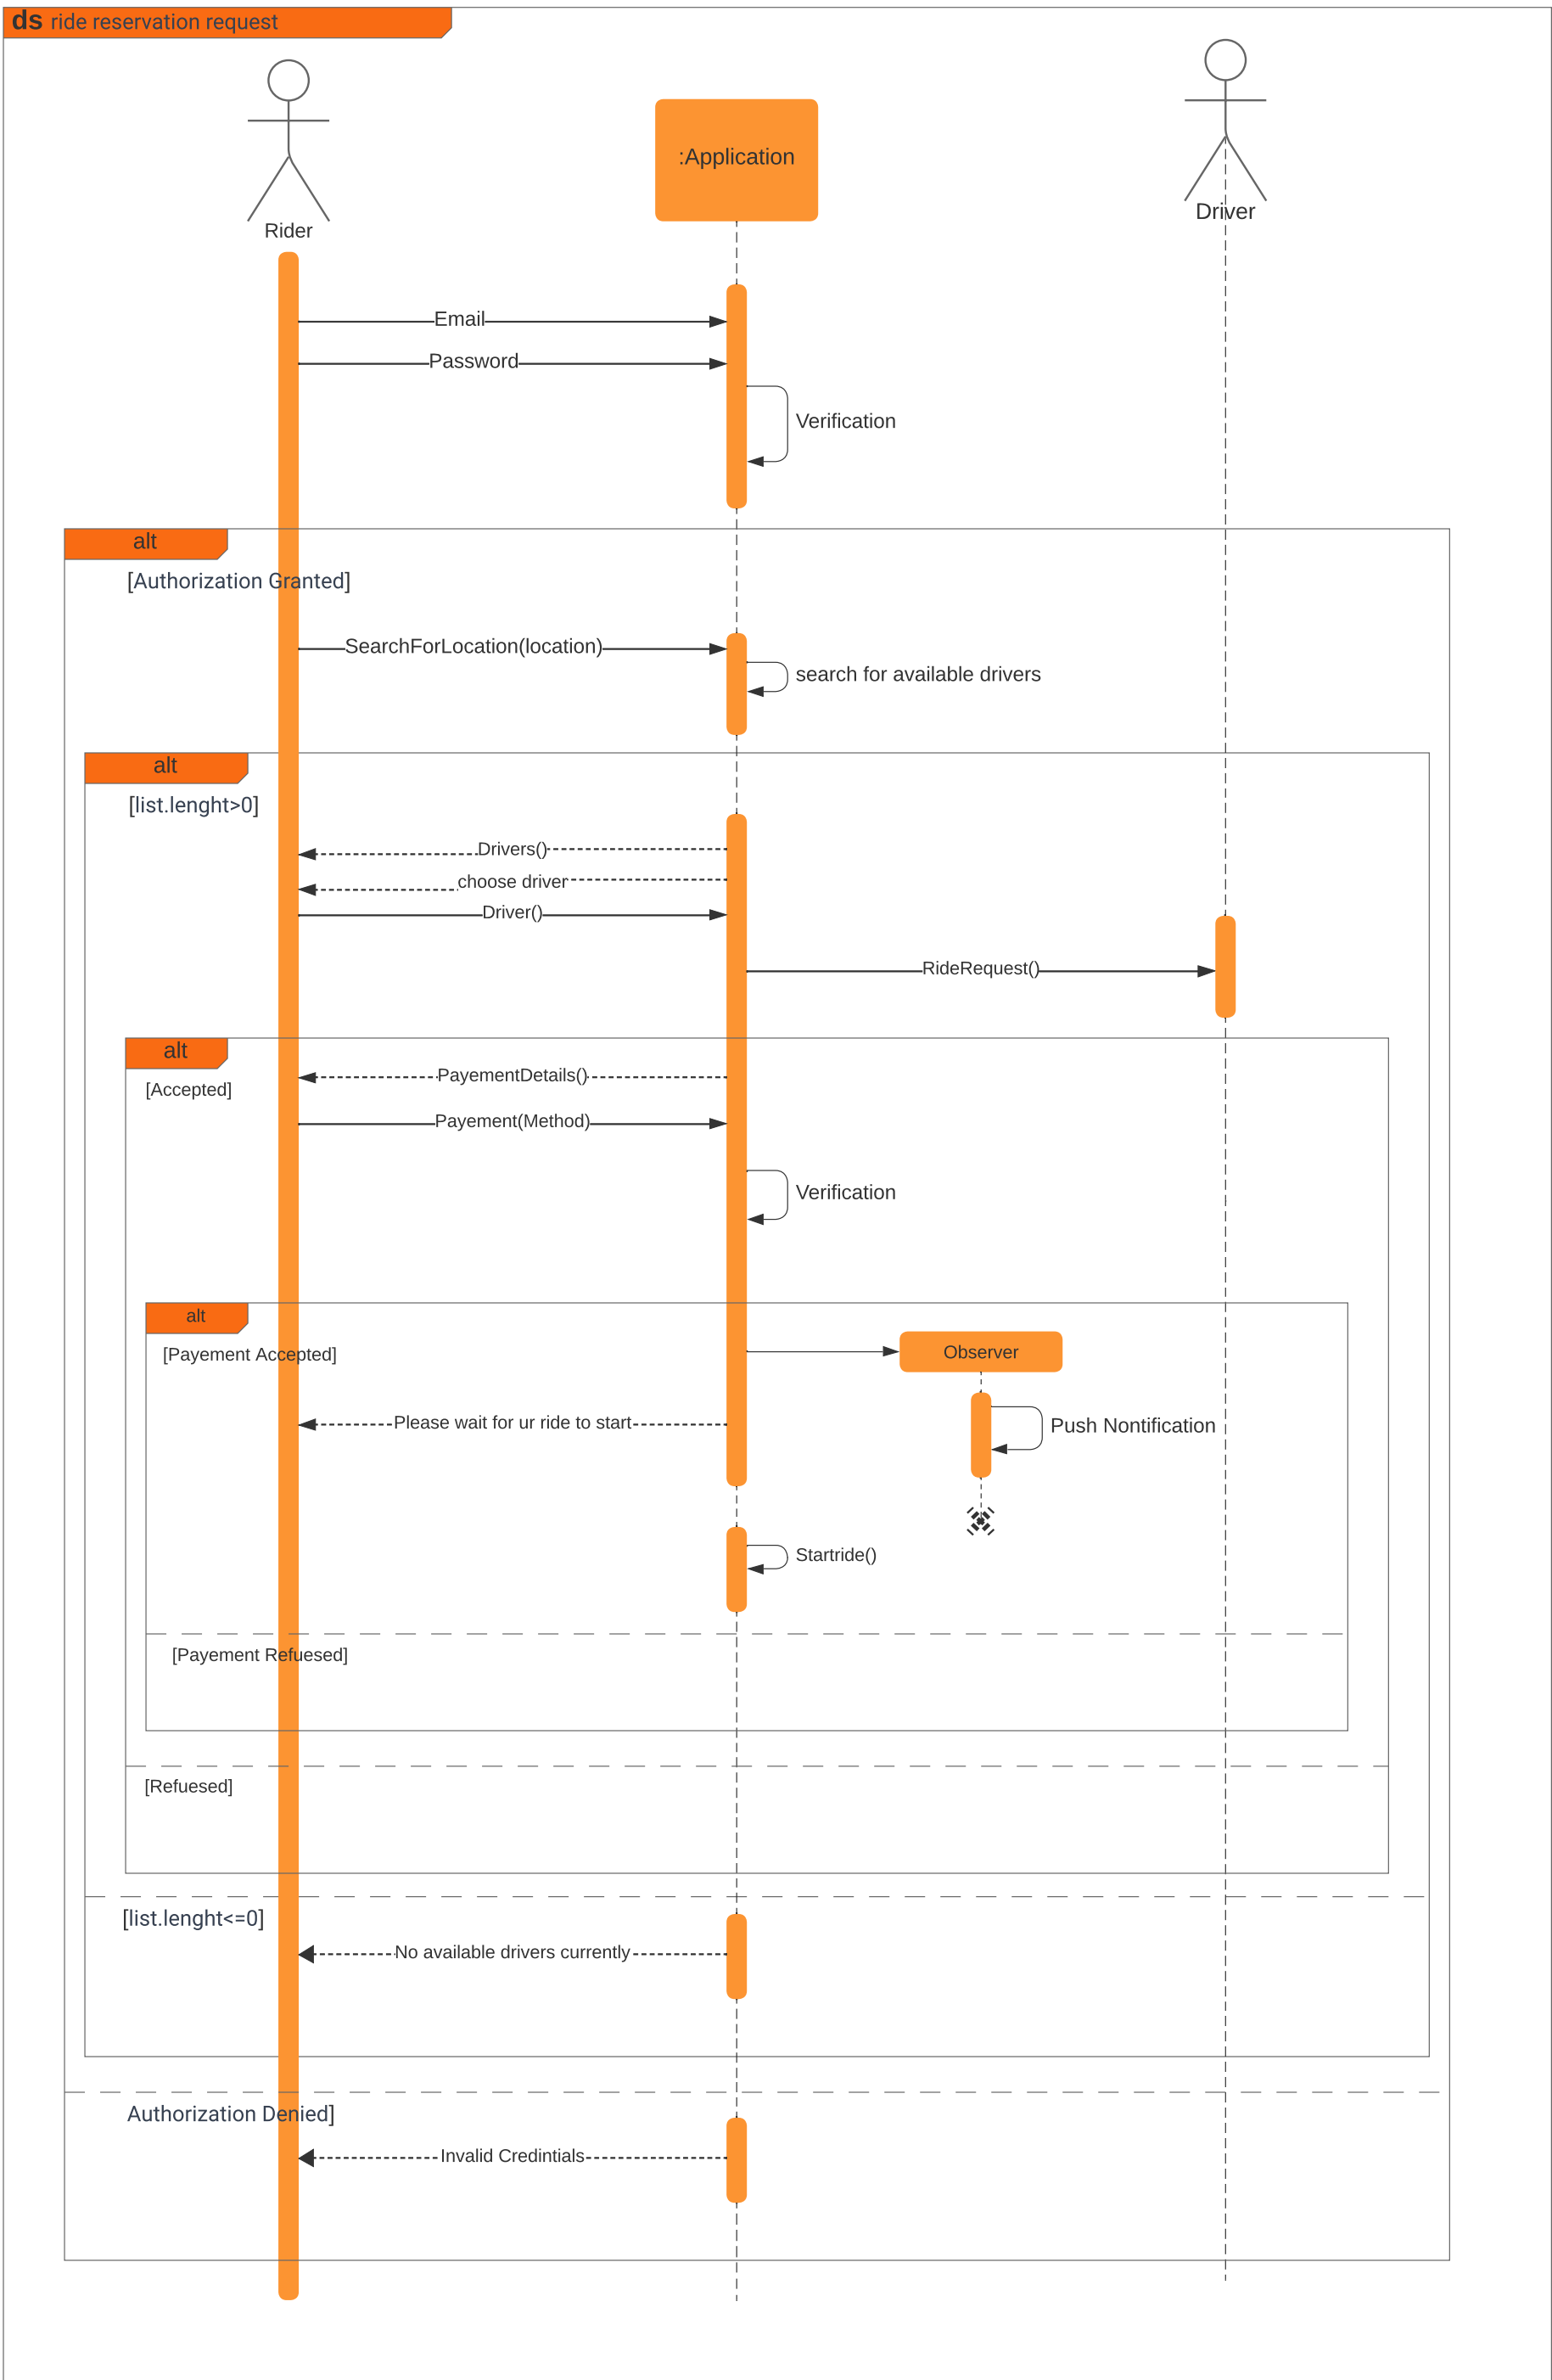 ds ride reservation request
Rider
:Application
Driver
Email
Password
Verification
alt
[Authorization Granted]
SearchForLocation(location)
search for available drivers
alt
[list.lenght>0]
Drivers()
choose driver
Driver()
RideRequest()
alt
[Accepted]
PayementDetails()
Payement(Method)
Verification
alt
[Payement Accepted]
Observer
Please wait for ur ride to start
Push Nontification
Startride()
[Payement Refuesed]
[Refuesed]
[list.lenght<=0]
No available drivers currently
Authorization Denied]
Invalid Credintials